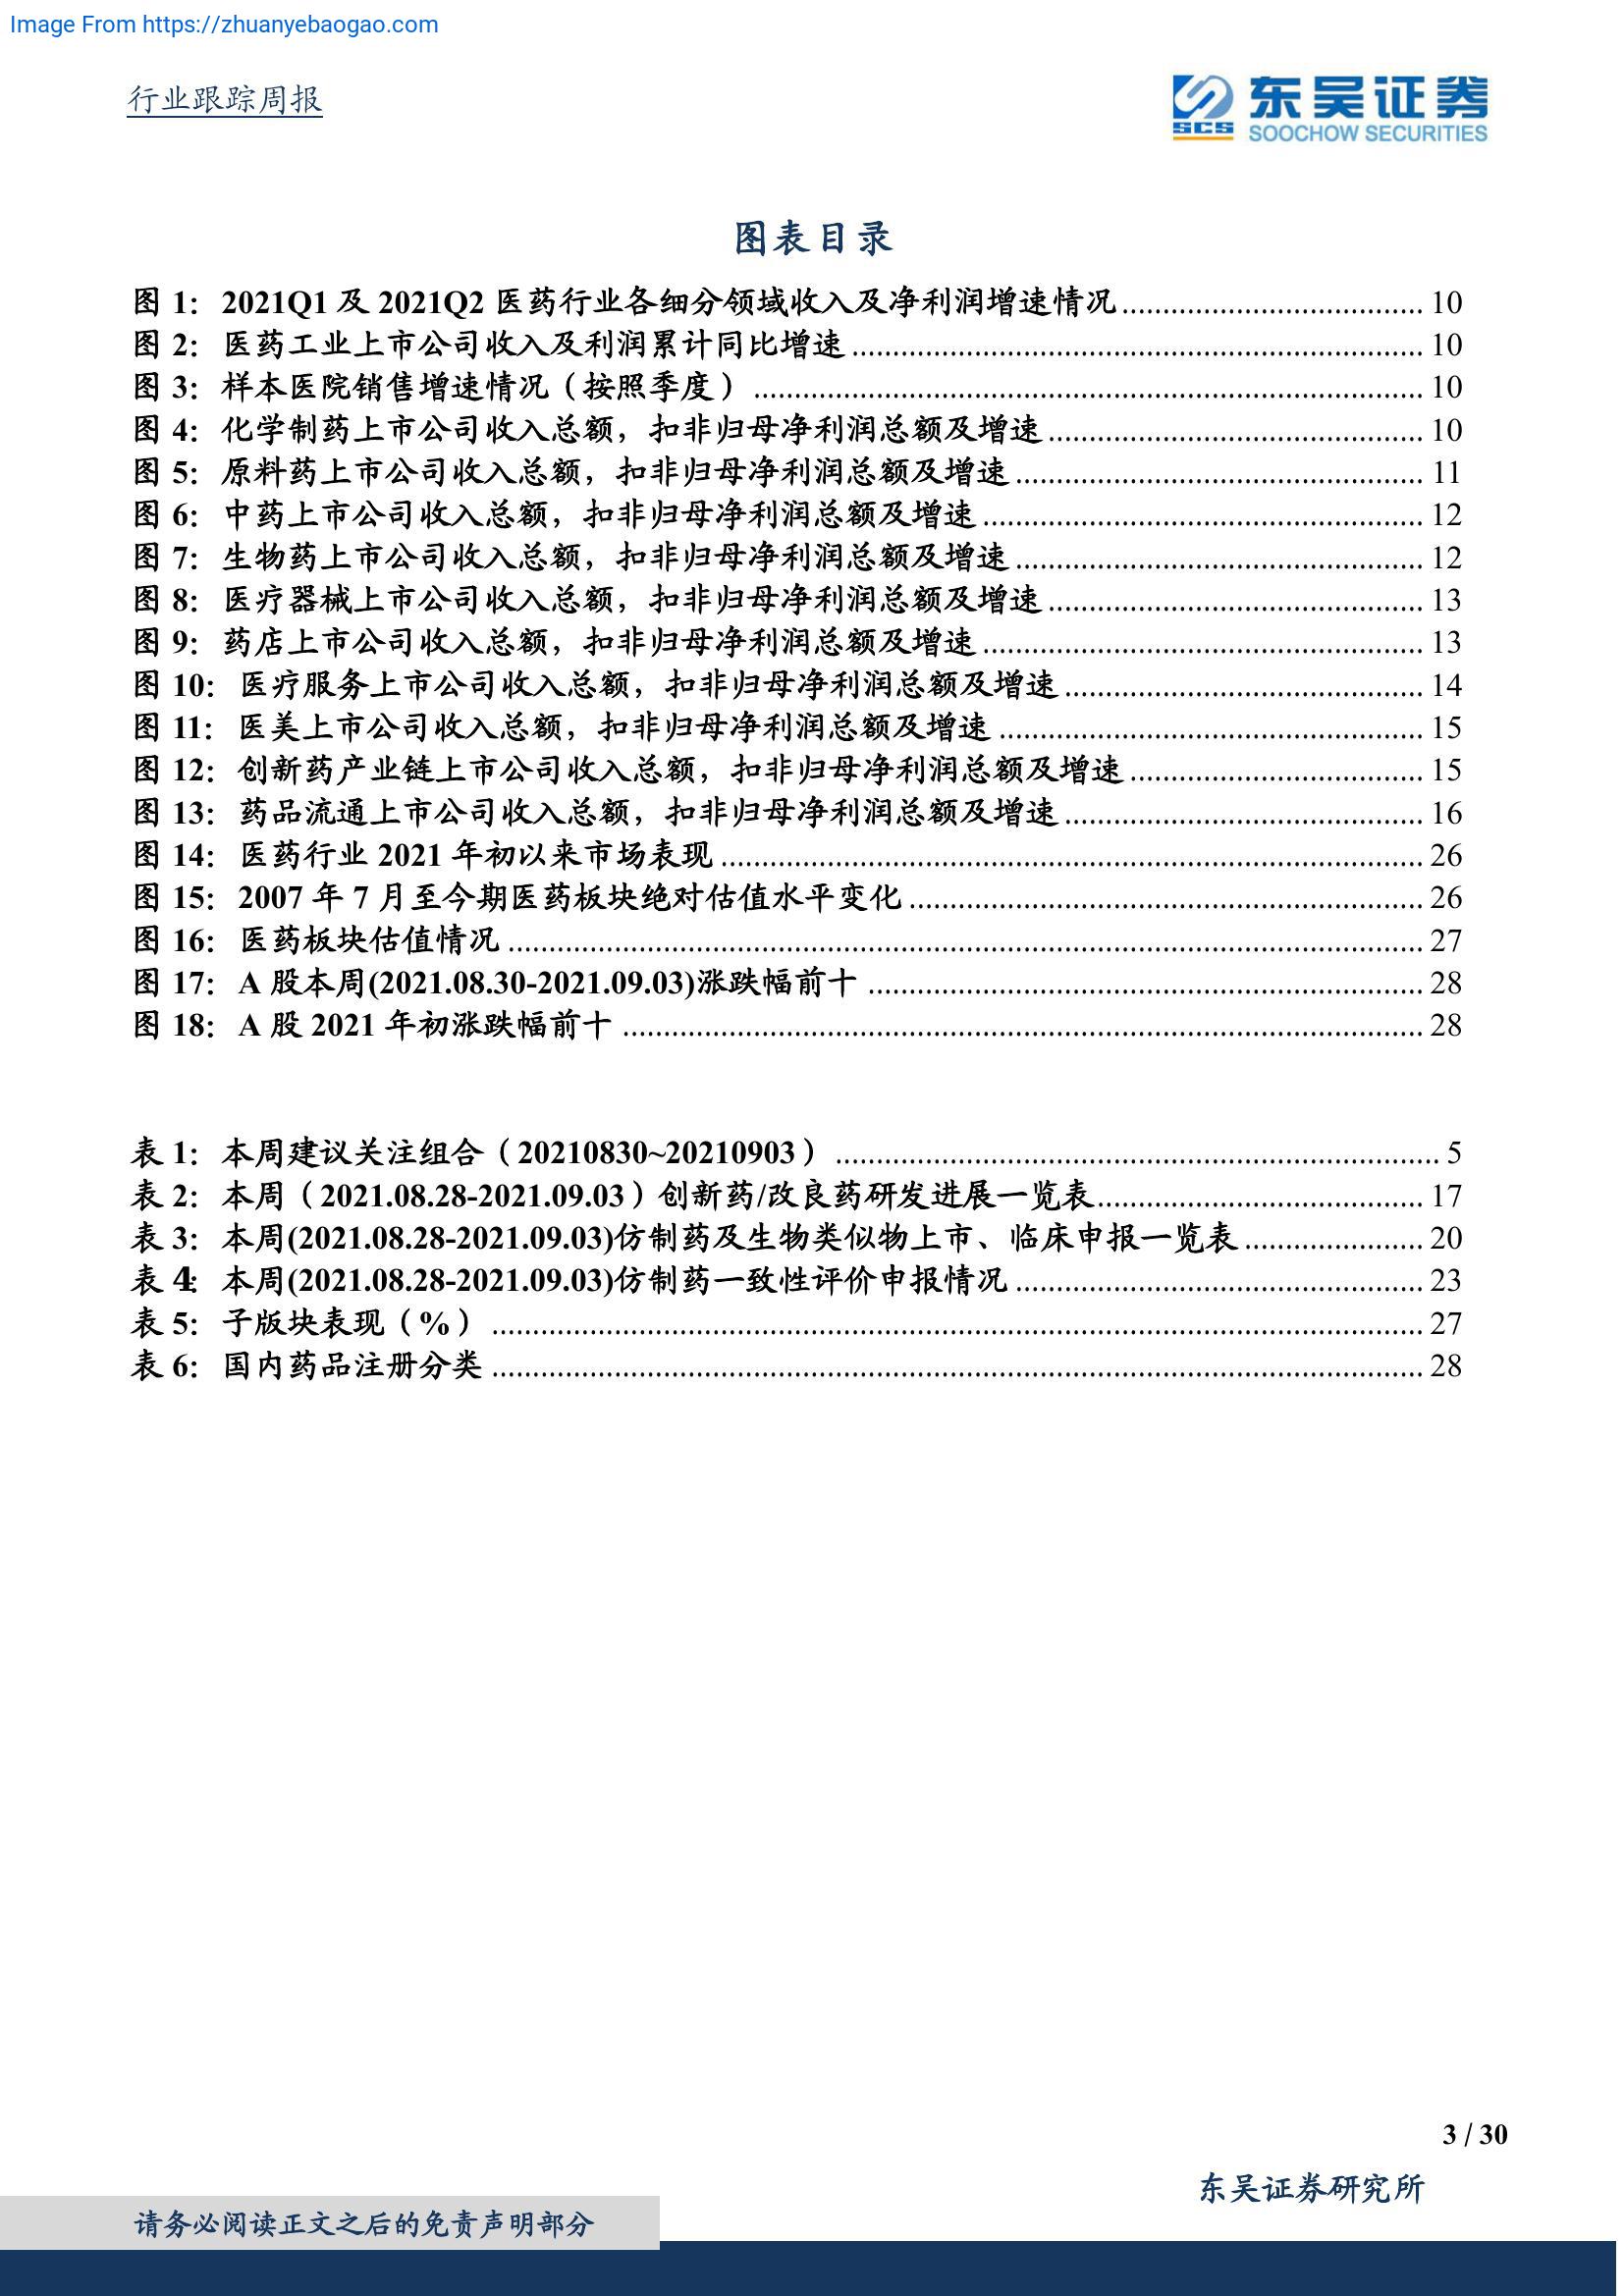 Image From https://zhuanyebaogao.com
行业跟踪周报
SCS 东吴证券
SOOCHOW SECURITIES
图表目录
图 1：2021Q1 及 2021Q2 医药行业各细分领域收入及净利润增速情况 10
图 2：医药工业上市公司收入及利润累计同比增速 10
图 3：样本医院销售增速情况（按照季度） 10
图 4：化学制药上市公司收入总额，扣非归母净利润总额及增速 10
图 5：原料药上市公司收入总额，扣非归母净利润总额及增速 11
图 6：中药上市公司收入总额，扣非归母净利润总额及增速 12
图 7：生物药上市公司收入总额，扣非归母净利润总额及增速 12
图 8：医疗器械上市公司收入总额，扣非归母净利润总额及增速 13
图 9：药店上市公司收入总额，扣非归母净利润总额及增速 13
图 10：医疗服务上市公司收入总额，扣非归母净利润总额及增速 14
图 11：医美上市公司收入总额，扣非归母净利润总额及增速 15
图 12：创新药产业链上市公司收入总额，扣非归母净利润总额及增速 15
图 13：药品流通上市公司收入总额，扣非归母净利润总额及增速 16
图 14：医药行业 2021 年初以来市场表现 26
图 15：2007 年 7 月至今期医药板块绝对估值水平变化 26
图 16：医药板块估值情况 27
图 17：A 股本周(2021.08.30-2021.09.03)涨跌幅前十 28
图 18：A 股 2021 年初涨跌幅前十 28
表 1：本周建议关注组合（20210830~20210903） 5
表 2：本周（2021.08.28-2021.09.03）创新药/改良药研发进展一览表 17
表 3：本周(2021.08.28-2021.09.03)仿制药及生物类似物上市、临床申报一览表 20
表 4：本周(2021.08.28-2021.09.03)仿制药一致性评价申报情况 23
表 5：子版块表现（%） 27
表 6：国内药品注册分类 28
3 / 30
东吴证券研究所
请务必阅读正文之后的免责声明部分